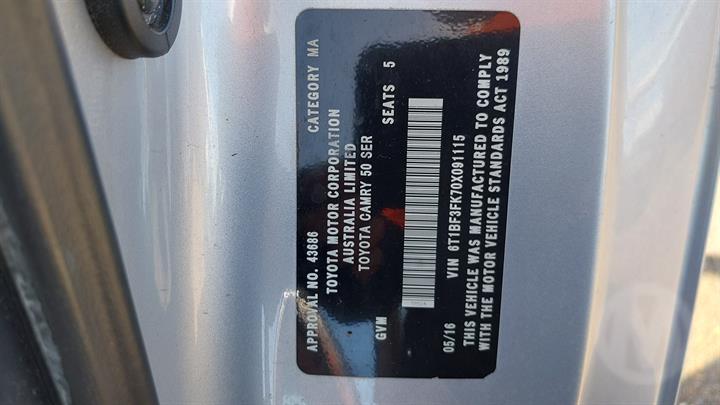 APPROVAL NO. 43686 CATEGORY MA
TOYOTA MOTOR CORPORATION
AUSTRALIA LIMITED
TOYOTA CAMRY 50 SER
GVM SEATS 5
05/16 VIN 6T1BF3FK70X091115
THIS VEHICLE WAS MANUFACTURED TO COMPLY
WITH THE MOTOR VEHICLE STANDARDS ACT 1989